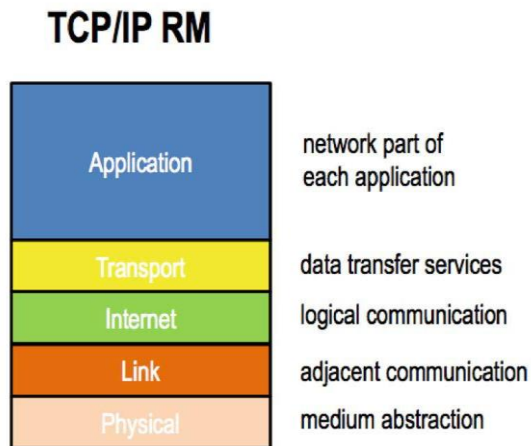 TCP/IP RM
Application
network part of
each application
Transport
data transfer services
Internet
logical communication
Link
adjacent communication
Physical
medium abstraction